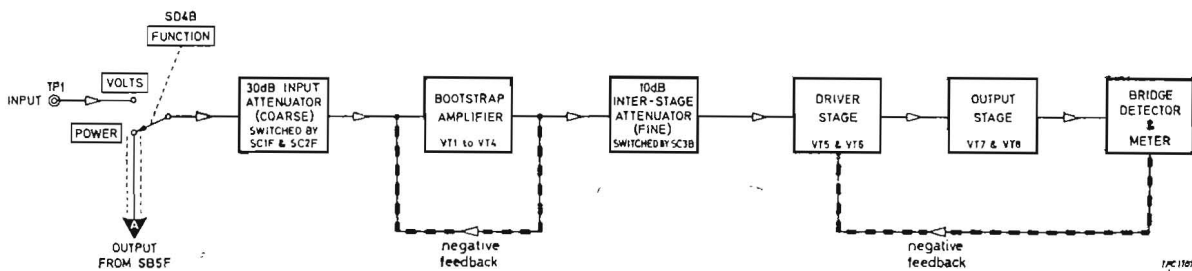 SD4B
FUNCTION
TP1
INPUT
VOLTS
POWER
A
OUTPUT
FROM SB5F
30dB INPUT
ATTENUATOR
(COARSE)
SWITCHED BY
SC1F & SC2F
BOOTSTRAP
AMPLIFIER
VT1 to VT4
negative
feedback
10dB
INTER-STAGE
ATTENUATOR
(FINE)
SWITCHED BY SC3B
DRIVER
STAGE
VT5 & VT6
OUTPUT
STAGE
VT7 & VT8
BRIDGE
DETECTOR
&
METER
negative
feedback